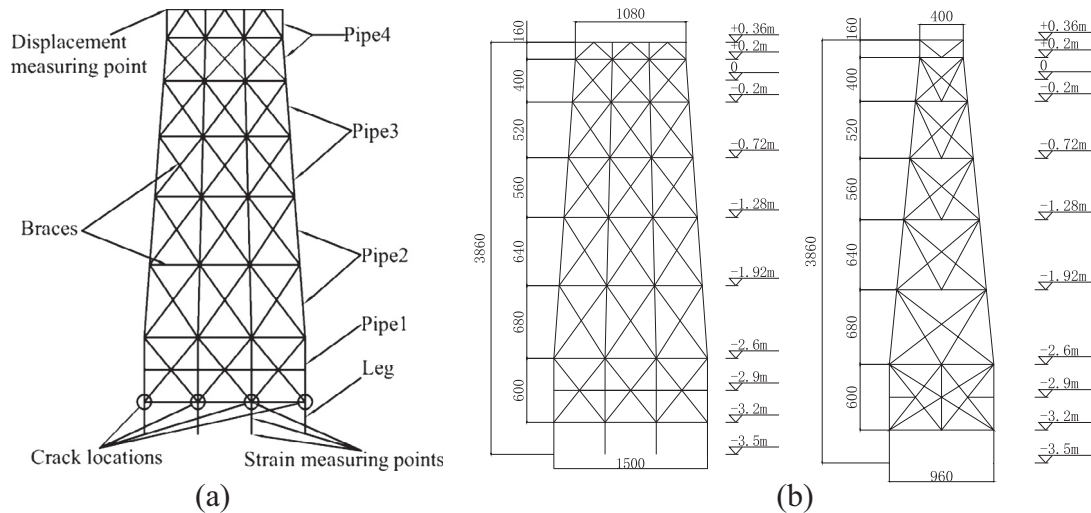 Displacement
measuring point
Pipe4
Pipe3
Braces
Pipe2
Pipe1
Leg
Crack locations
Strain measuring points
(a)
1080
160
400
520
560
640
680
600
3860
1500
+0.36m
+0.2m
0
-0.2m
-0.72m
-1.28m
-1.92m
-2.6m
-2.9m
-3.2m
-3.5m
400
160
400
520
560
640
680
600
3860
960
+0.36m
+0.2m
0
-0.2m
-0.72m
-1.28m
-1.92m
-2.6m
-2.9m
-3.2m
-3.5m
(b)